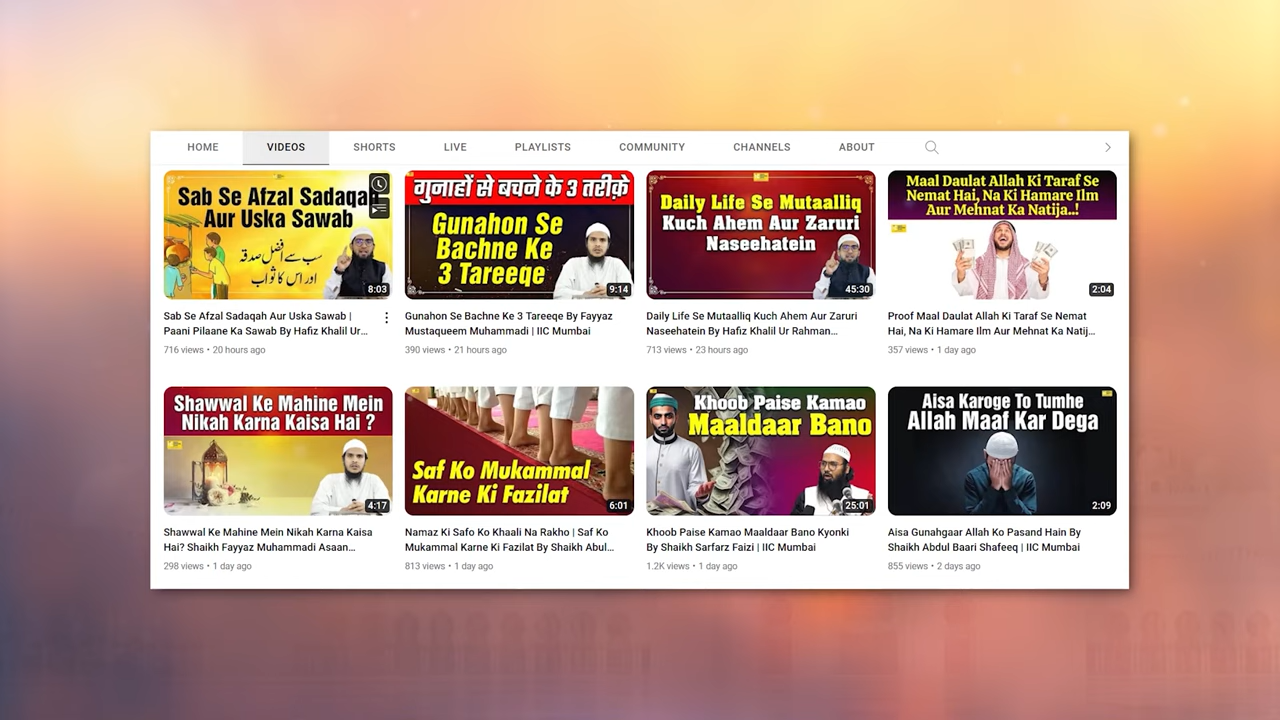 HOME VIDEOS SHORTS LIVE PLAYLISTS COMMUNITY CHANNELS ABOUT
Sab Se Afzal Sadaqah
Aur Uska Sawab
سب سے افضل صدقہ
اور اس کا ثواب
8:03
Sab Se Afzal Sadaqah Aur Uska Sawab |
Paani Pilaane Ka Sawab By Hafiz Khalil Ur...
716 views • 20 hours ago
गुनाहों से बचने के 3 तरीक़े
Gunahon Se
Bachne Ke
3 Tareeqe
9:14
Gunahon Se Bachne Ke 3 Tareeqe By Fayyaz
Mustaqueem Muhammadi | IIC Mumbai
390 views • 21 hours ago
Daily Life Se Mutaalliq
Kuch Ahem Aur Zaruri
Naseehatein
45:30
Daily Life Se Mutaalliq Kuch Ahem Aur Zaruri
Naseehatein By Hafiz Khalil Ur Rahman...
713 views • 23 hours ago
Maal Daulat Allah Ki Taraf Se
Nemat Hai, Na Ki Hamare Ilm
Aur Mehnat Ka Natija..!
2:04
Proof Maal Daulat Allah Ki Taraf Se Nemat
Hai, Na Ki Hamare Ilm Aur Mehnat Ka Natij...
357 views • 1 day ago
Shawwal Ke Mahine Mein
Nikah Karna Kaisa Hai ?
4:17
Shawwal Ke Mahine Mein Nikah Karna Kaisa
Hai? Shaikh Fayyaz Muhammadi Asaan...
298 views • 1 day ago
Saf Ko Mukammal
Karne Ki Fazilat
6:01
Namaz Ki Safo Ko Khaali Na Rakho | Saf Ko
Mukammal Karne Ki Fazilat By Shaikh Abul...
813 views • 1 day ago
Khoob Paise Kamao
Maaldaar Bano
25:01
Khoob Paise Kamao Maaldaar Bano Kyonki
By Shaikh Sarfarz Faizi | IIC Mumbai
1.2K views • 1 day ago
Aisa Karoge To Tumhe
Allah Maaf Kar Dega
2:09
Aisa Gunahgaar Allah Ko Pasand Hain By
Shaikh Abdul Baari Shafeeq | IIC Mumbai
855 views • 2 days ago